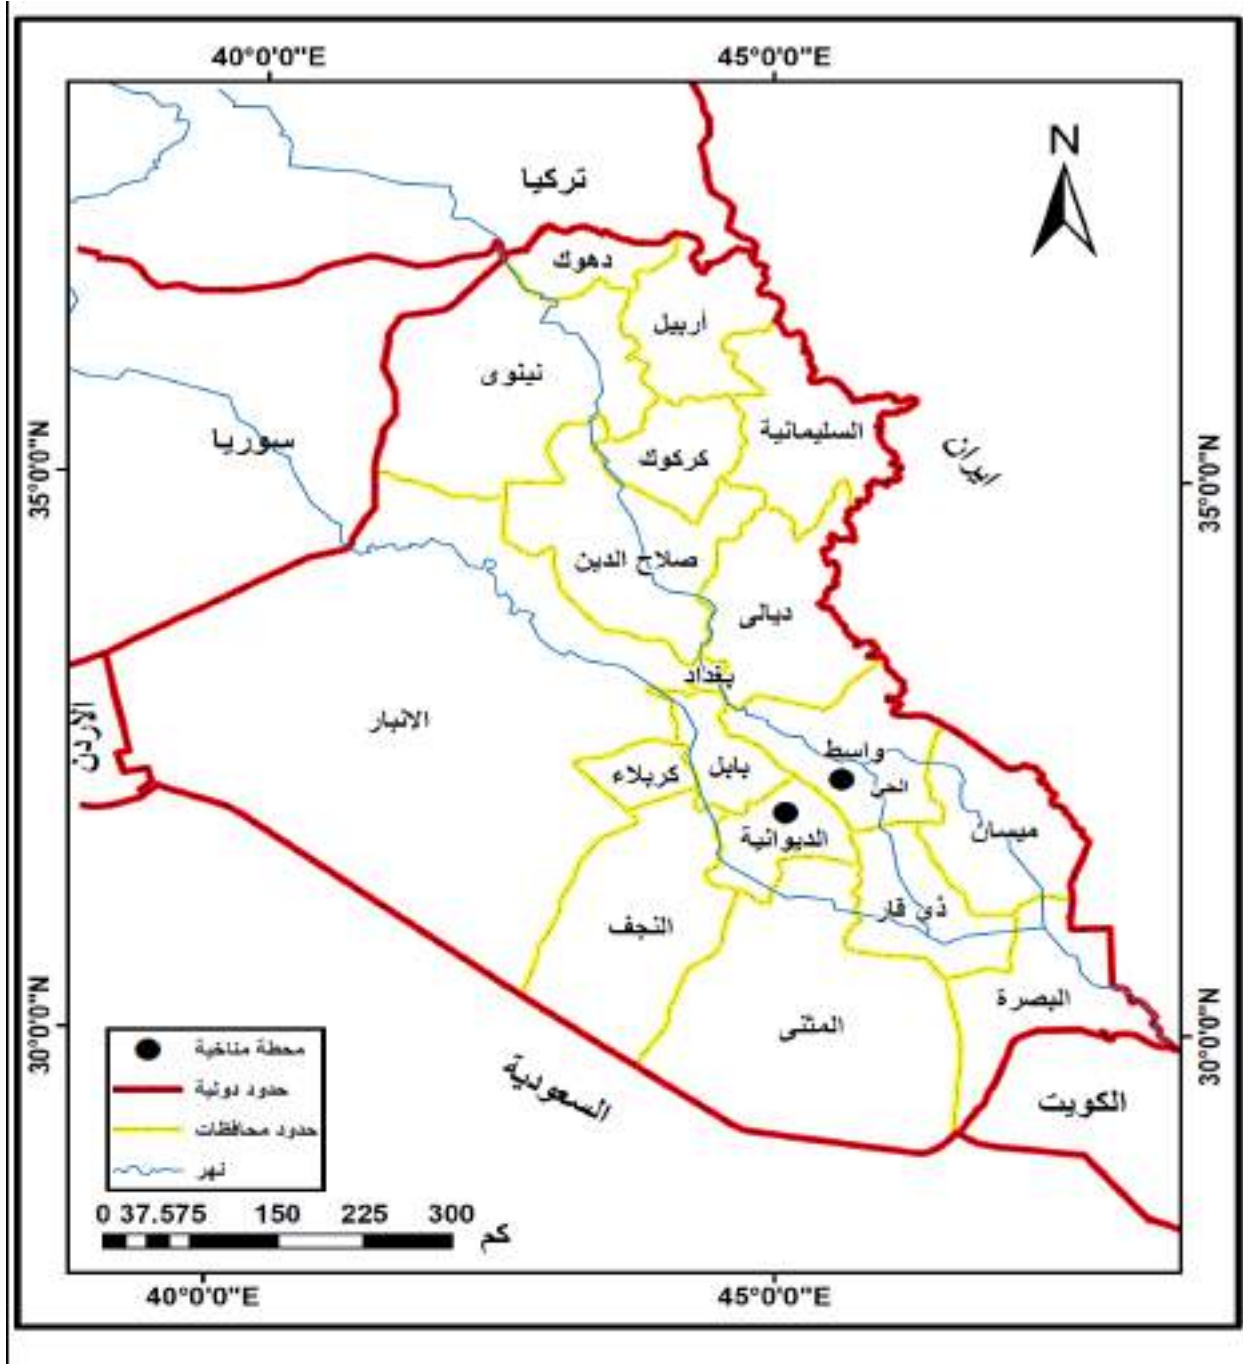 40°0'0"E 45°0'0"E
N
تركيا
دهوك
أربيل
نينوى
السليمانية
ايران
سوريا
كركوك
35°0'0"N
35°0'0"N
صلاح الدين
ديالى
بغداد
الاردن
الانبار
واسط
بابل
كربلاء
الحي
ميسان
الديوانية
ذي قار
النجف
البصرة
المثنى
30°0'0"N
30°0'0"N
السعودية
الكويت
محطة مناخية
حدود دولية
حدود محافظات
نهر
0 37.575 150 225 300
كم
40°0'0"E 45°0'0"E